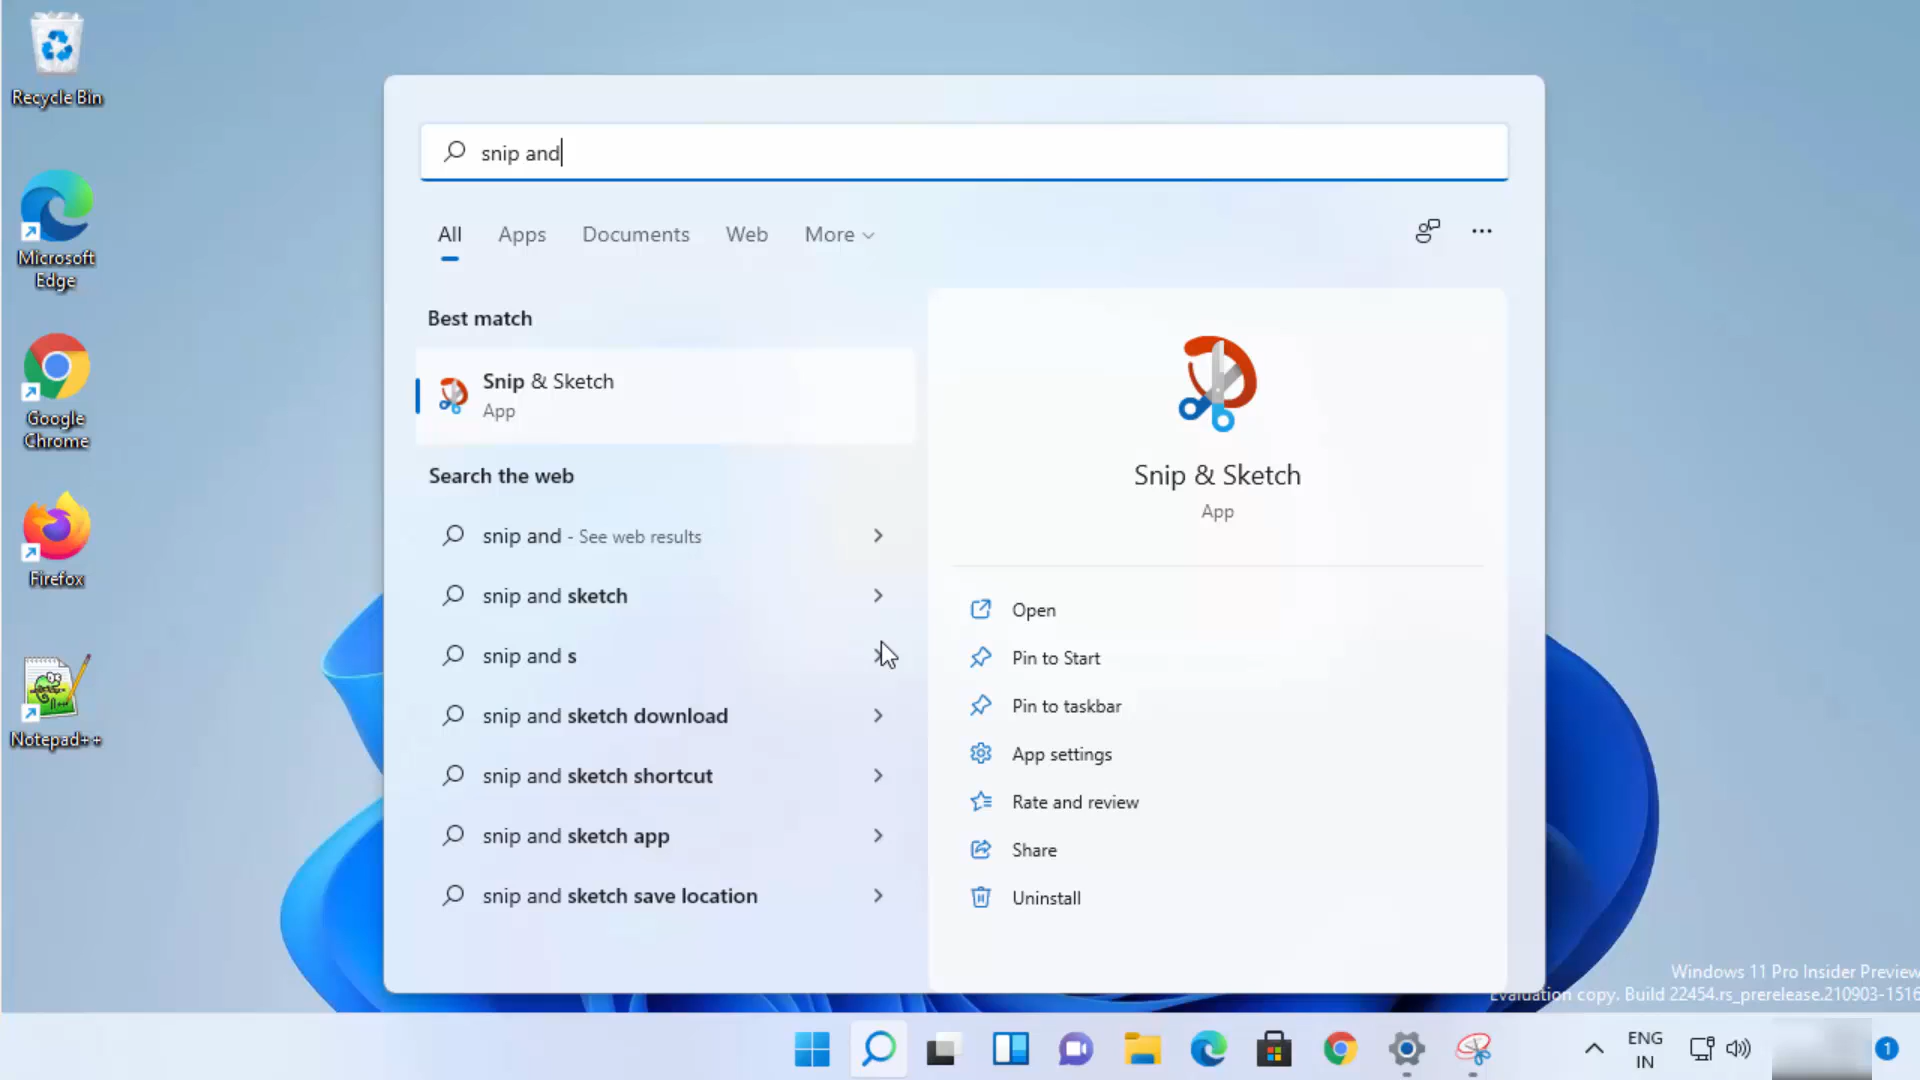 Recycle Bin
Microsoft
Edge
Google
Chrome
Firefox
Notepad++
snip and
All Apps Documents Web More
Best match
Snip & Sketch
App
Search the web
snip and - See web results
snip and sketch
snip and s
snip and sketch download
snip and sketch shortcut
snip and sketch app
snip and sketch save location
Snip & Sketch
App
Open
Pin to Start
Pin to taskbar
App settings
Rate and review
Share
Uninstall
Windows 11 Pro Insider Preview
Evaluation copy. Build 22454.rs_prerelease.210903-1516
ENG
IN
1